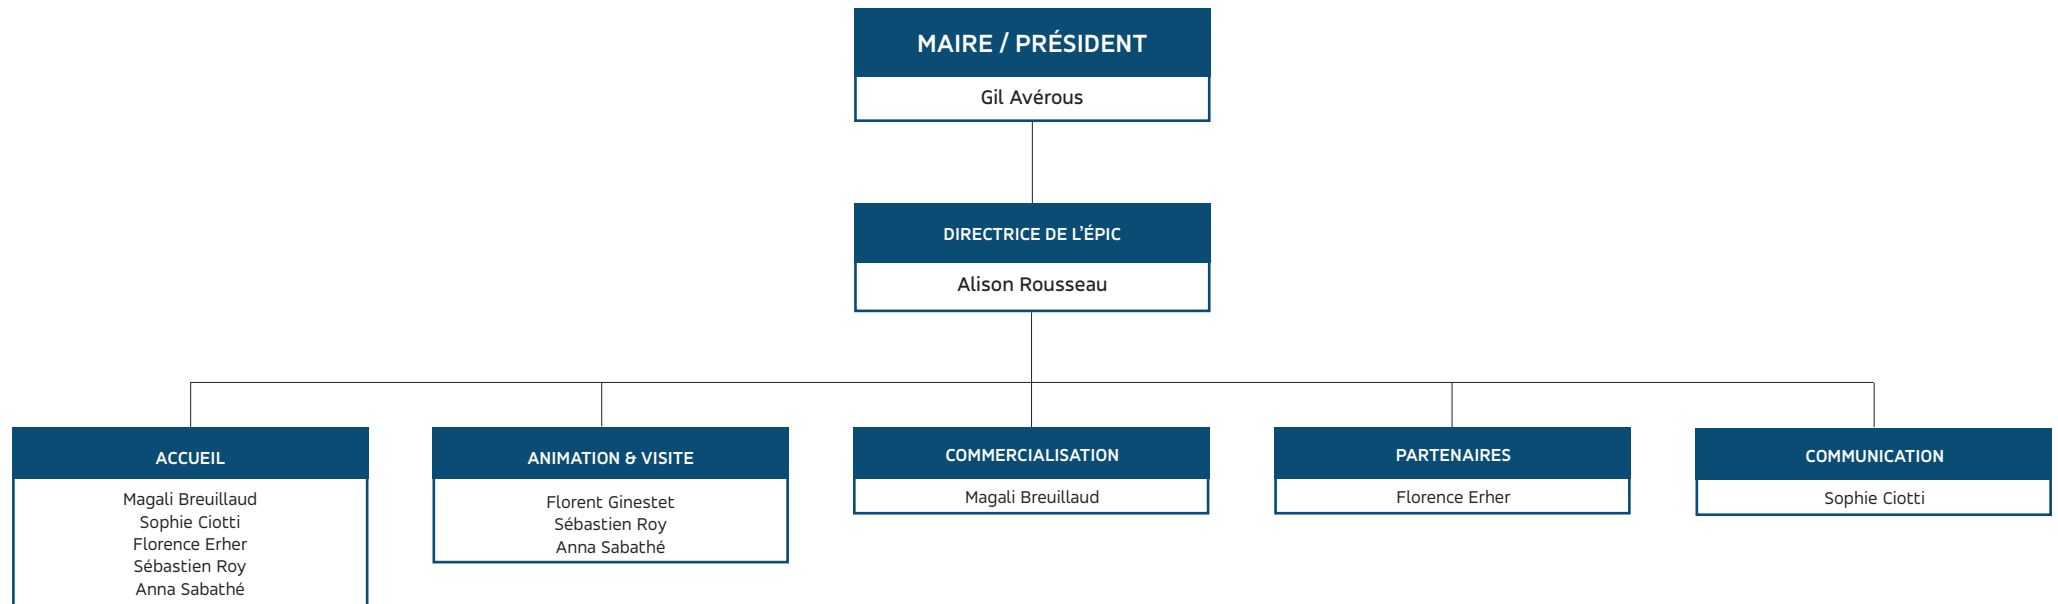 MAIRE / PRÉSIDENT
Gil Avérous
DIRECTRICE DE L'ÉPIC
Alison Rousseau
ACCUEIL
Magali Breuillaud
Sophie Ciotti
Florence Erher
Sébastien Roy
Anna Sabathé
ANIMATION & VISITE
Florent Ginestet
Sébastien Roy
Anna Sabathé
COMMERCIALISATION
Magali Breuillaud
PARTENAIRES
Florence Erher
COMMUNICATION
Sophie Ciotti